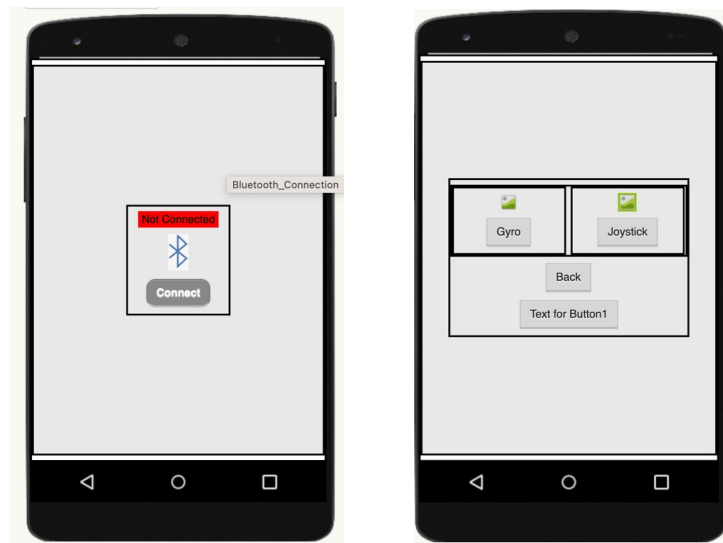 Bluetooth_Connection
Not Connected
Connect
Gyro
Joystick
Back
Text for Button1